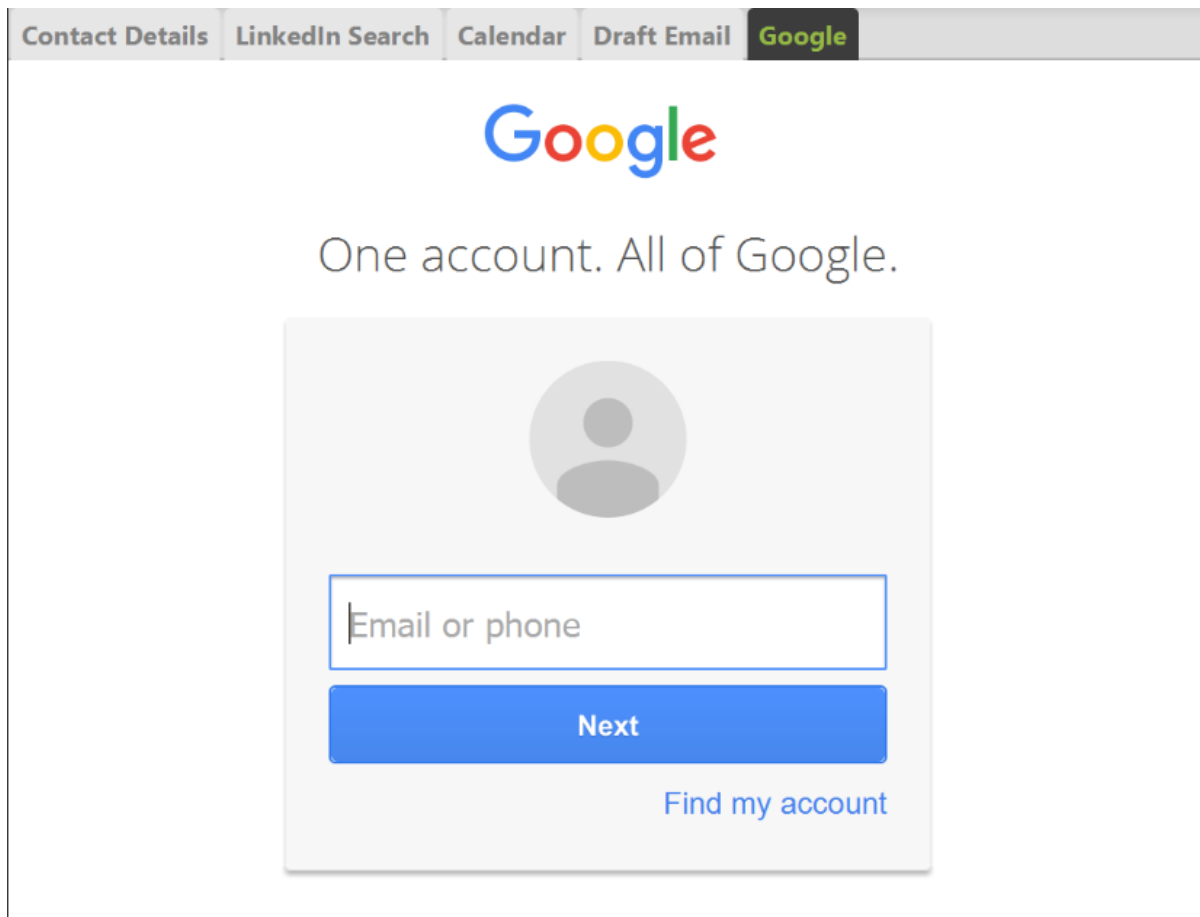 Contact Details LinkedIn Search Calendar Draft Email Google
Google
One account. All of Google.
Email or phone
Next
Find my account